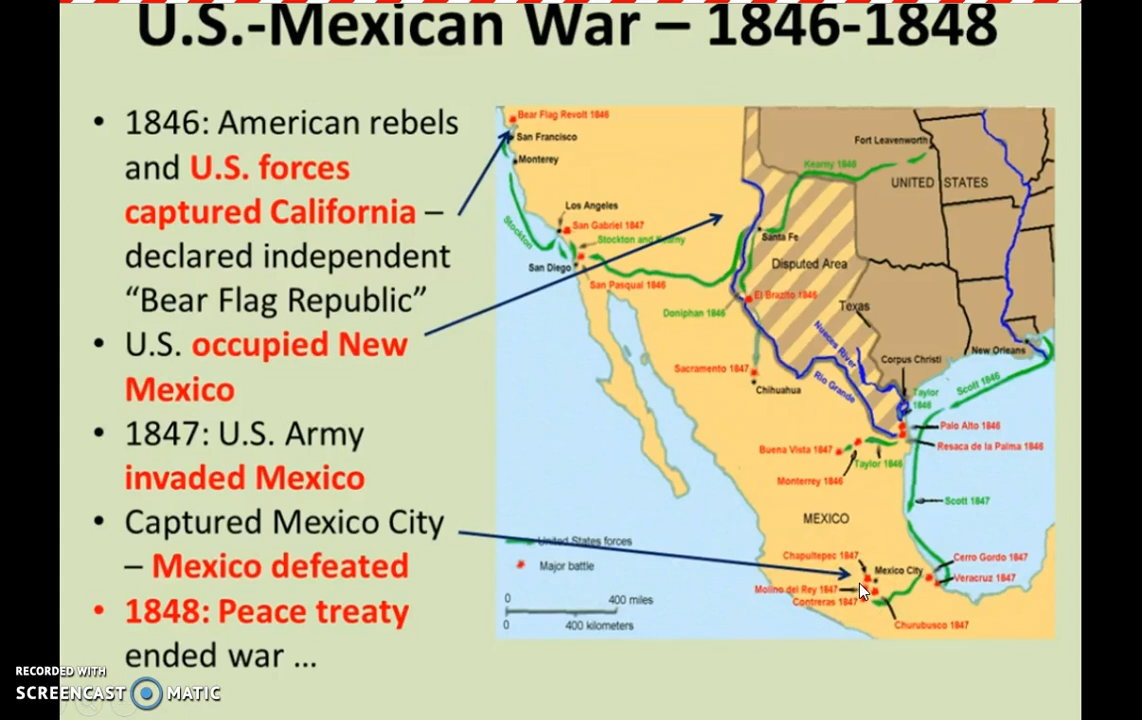 U.S.-Mexican War – 1846-1848
• 1846: American rebels
and U.S. forces
captured California –
declared independent
“Bear Flag Republic”
• U.S. occupied New
Mexico
• 1847: U.S. Army
invaded Mexico
• Captured Mexico City
– Mexico defeated
• 1848: Peace treaty
ended war ...
Bear Flag Revolt 1846
San Francisco
Monterey
Fort Leavenworth
Kearny 1846
UNITED STATES
Los Angeles
San Gabriel 1847
Stockton
Stockton and Kearny
Santa Fe
San Diego
Disputed Area
San Pasqual 1846
El Brazito 1846
Doniphan 1846
Texas
Nueces River
New Orleans
Corpus Christi
Sacramento 1847
Chihuahua
Rio Grande
Scott 1846
Taylor
1846
Palo Alto 1846
Resaca de la Palma 1846
Buena Vista 1847
Taylor 1846
Monterrey 1846
Scott 1847
MEXICO
United States forces
Major battle
Chapultepec 1847
Cerro Gordo 1847
Mexico City
Veracruz 1847
Molino del Rey 1847
Contreras 1847
Churubusco 1847
0 400 miles
0 400 kilometers
RECORDED WITH
SCREENCAST MATIC